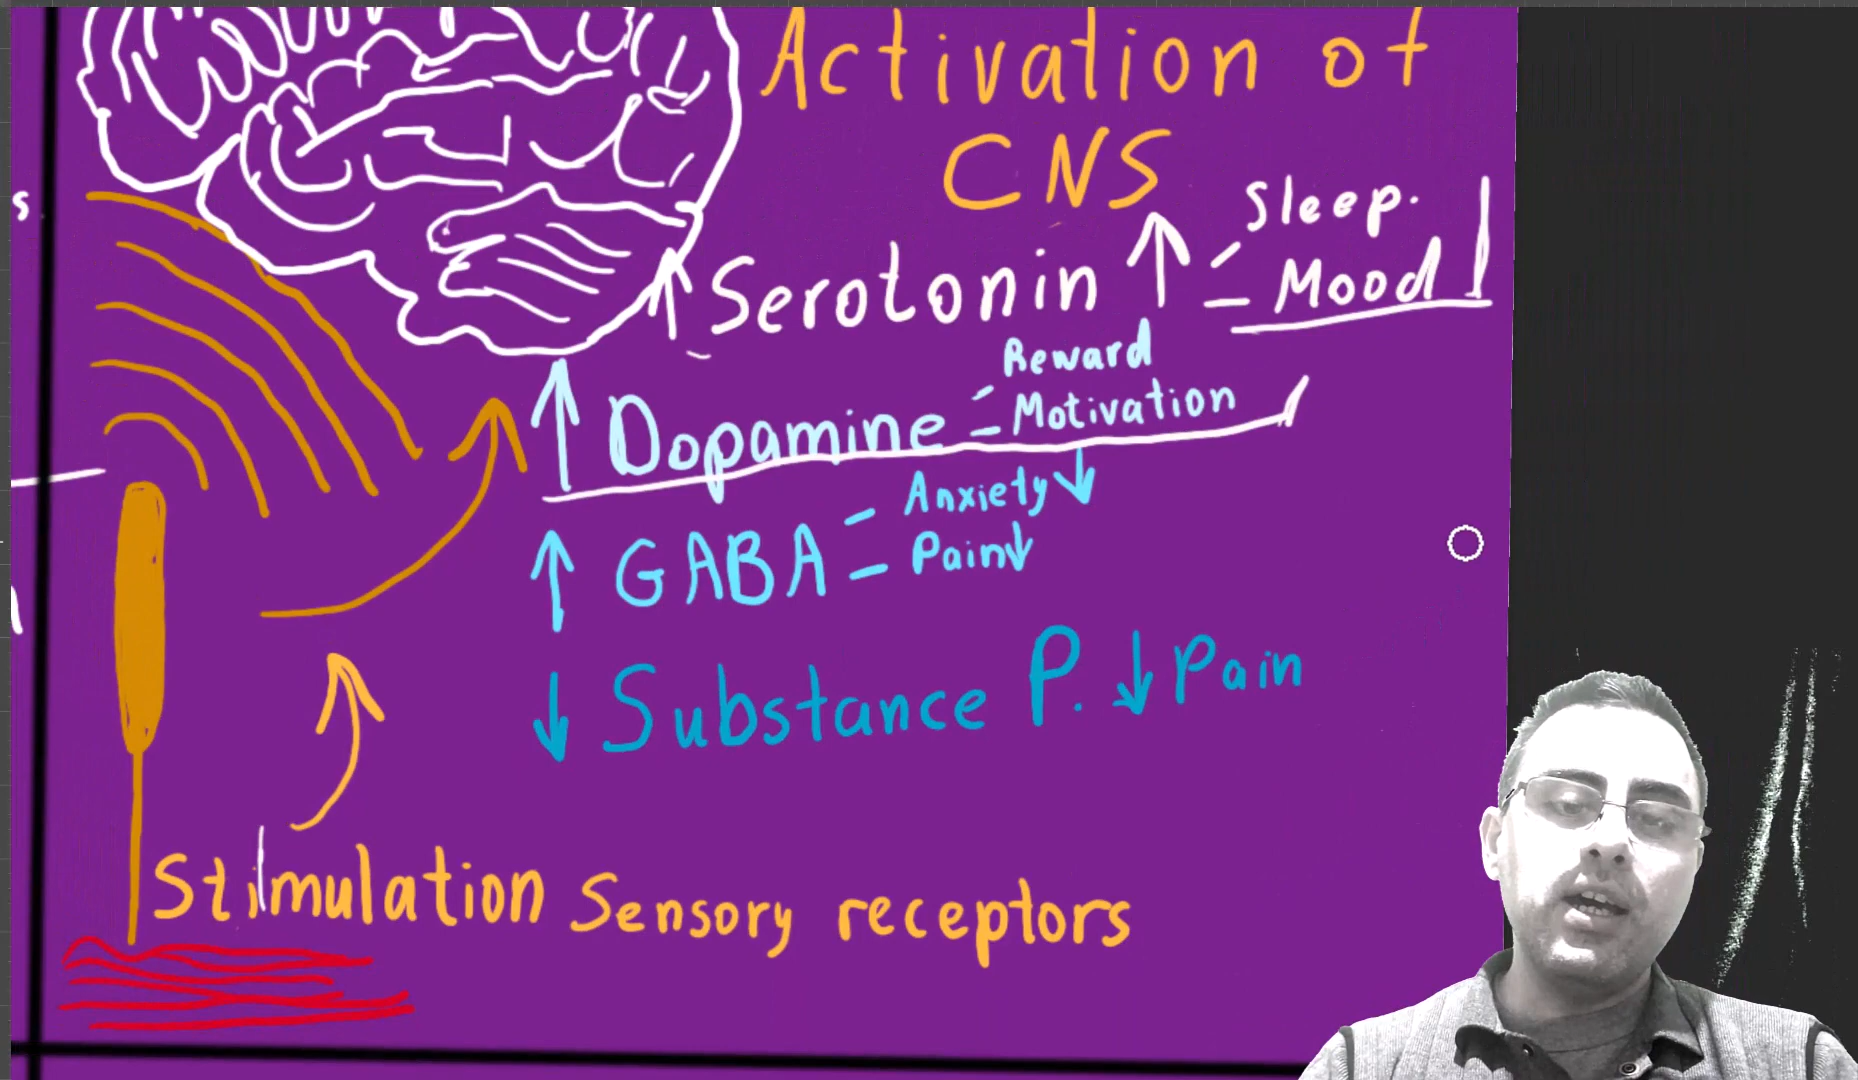 Activation of
CNS
s
Serotonin ↑ - Sleep.
- Mood
↑ Dopamine - Reward
- Motivation
↑ GABA - Anxiety ↓
- Pain ↓
↓ Substance P. ↓ Pain
Stimulation Sensory receptors